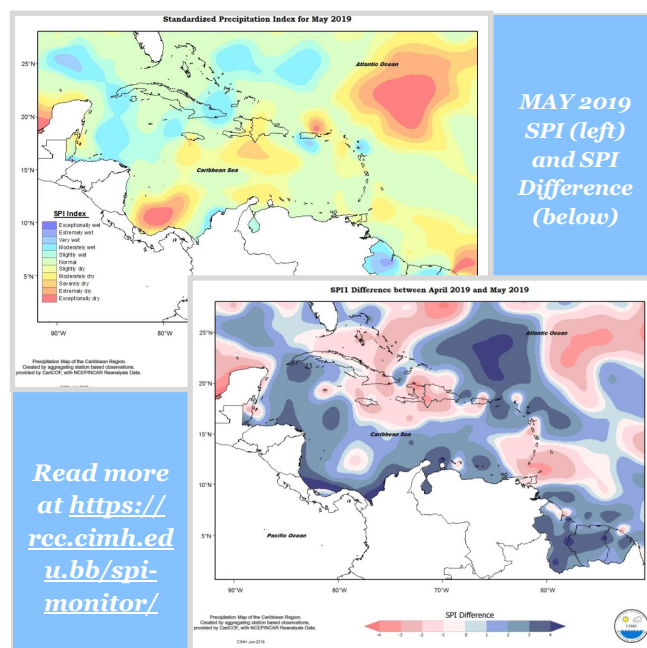 Standardized Precipitation Index for May 2019
25°N
20°N
15°N
10°N
5°N
Atlantic Ocean
Caribbean Sea
SPI Index
Exceptionally wet
Extremely wet
Very wet
Moderately wet
Slightly wet
Normal
Slightly dry
Moderately dry
Severely dry
Extremely dry
Exceptionally dry
90°W
80°W
Precipitation Map of the Caribbean Region.
Created by aggregating station based observations,
provided by CariCOF, with NCEP/NCAR Reanalysis Data.
MAY 2019
SPI (left)
and SPI
Difference
(below)
SPI1 Difference between April 2019 and May 2019
25°N
20°N
15°N
10°N
5°N
Atlantic Ocean
Caribbean Sea
Pacific Ocean
90°W
80°W
70°W
60°W
Precipitation Map of the Caribbean Region.
Created by aggregating station based observations,
provided by CariCOF, with NCEP/NCAR Reanalysis Data.
CIMH Jun-2019
SPI Difference
-4 -3 -2 -1 0 1 2 3 4
CIMH
Read more
at https://
rcc.cimh.ed
u.bb/spi-
monitor/